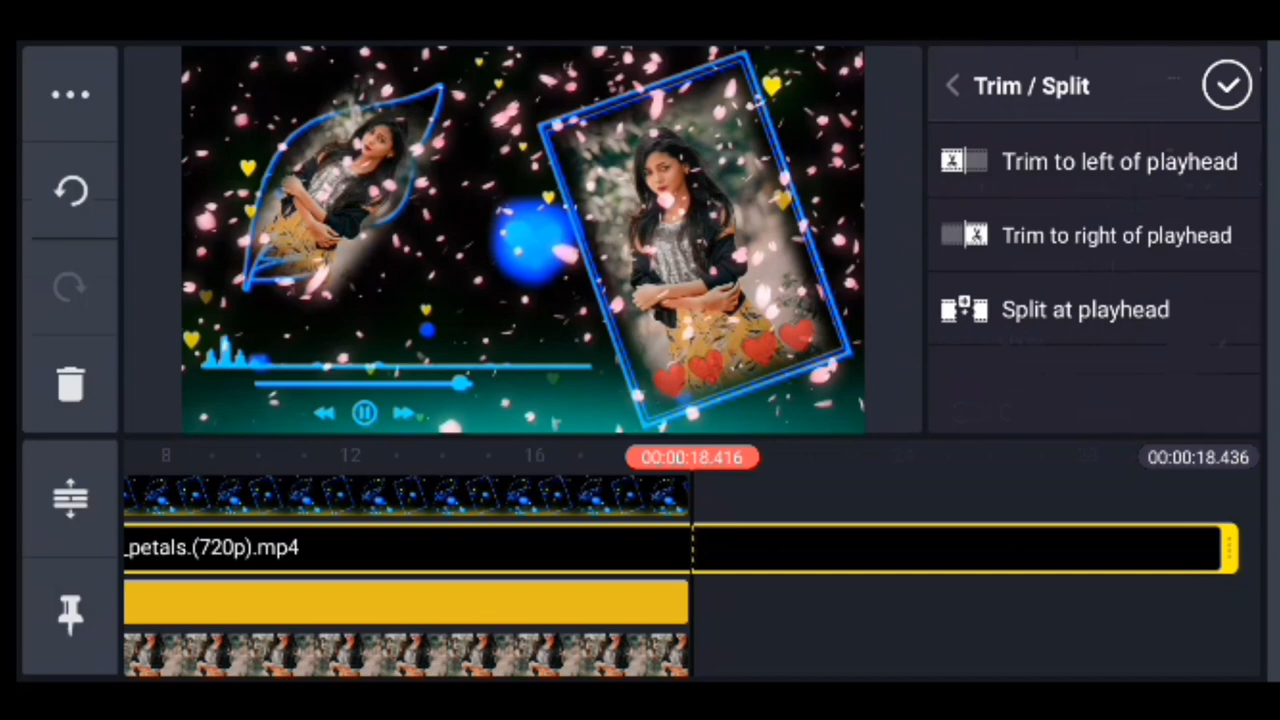 Trim / Split
Trim to left of playhead
Trim to right of playhead
Split at playhead
8 12 16 00:00:18.416 00:00:18.436
_petals.(720p).mp4